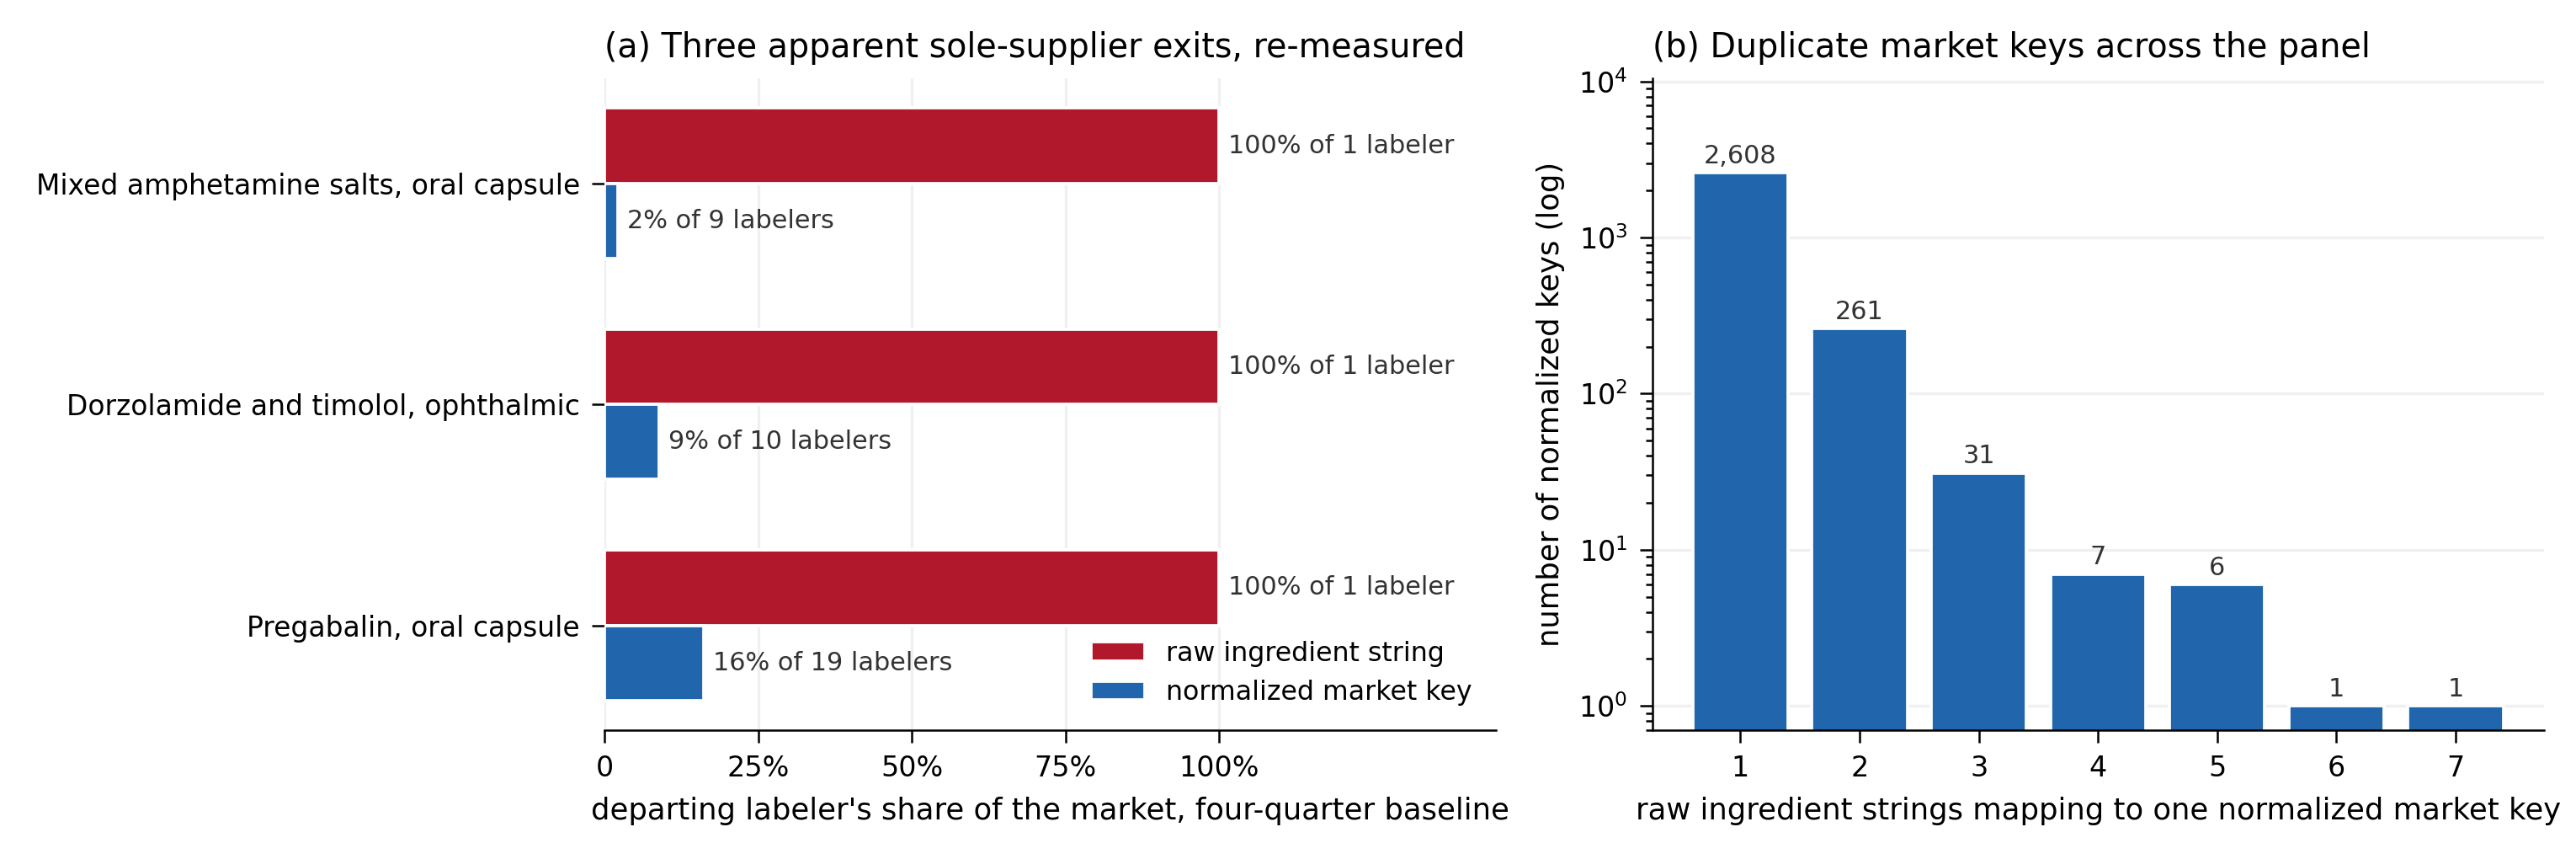 (a) Three apparent sole-supplier exits, re-measured
Mixed amphetamine salts, oral capsule
100% of 1 labeler
2% of 9 labelers
Dorzolamide and timolol, ophthalmic
100% of 1 labeler
9% of 10 labelers
Pregabalin, oral capsule
100% of 1 labeler
16% of 19 labelers
raw ingredient string
normalized market key
0 25% 50% 75% 100%
departing labeler's share of the market, four-quarter baseline
(b) Duplicate market keys across the panel
number of normalized keys (log)
10⁴
10³
10²
10¹
10⁰
2,608
261
31
7
6
1
1
1 2 3 4 5 6 7
raw ingredient strings mapping to one normalized market key